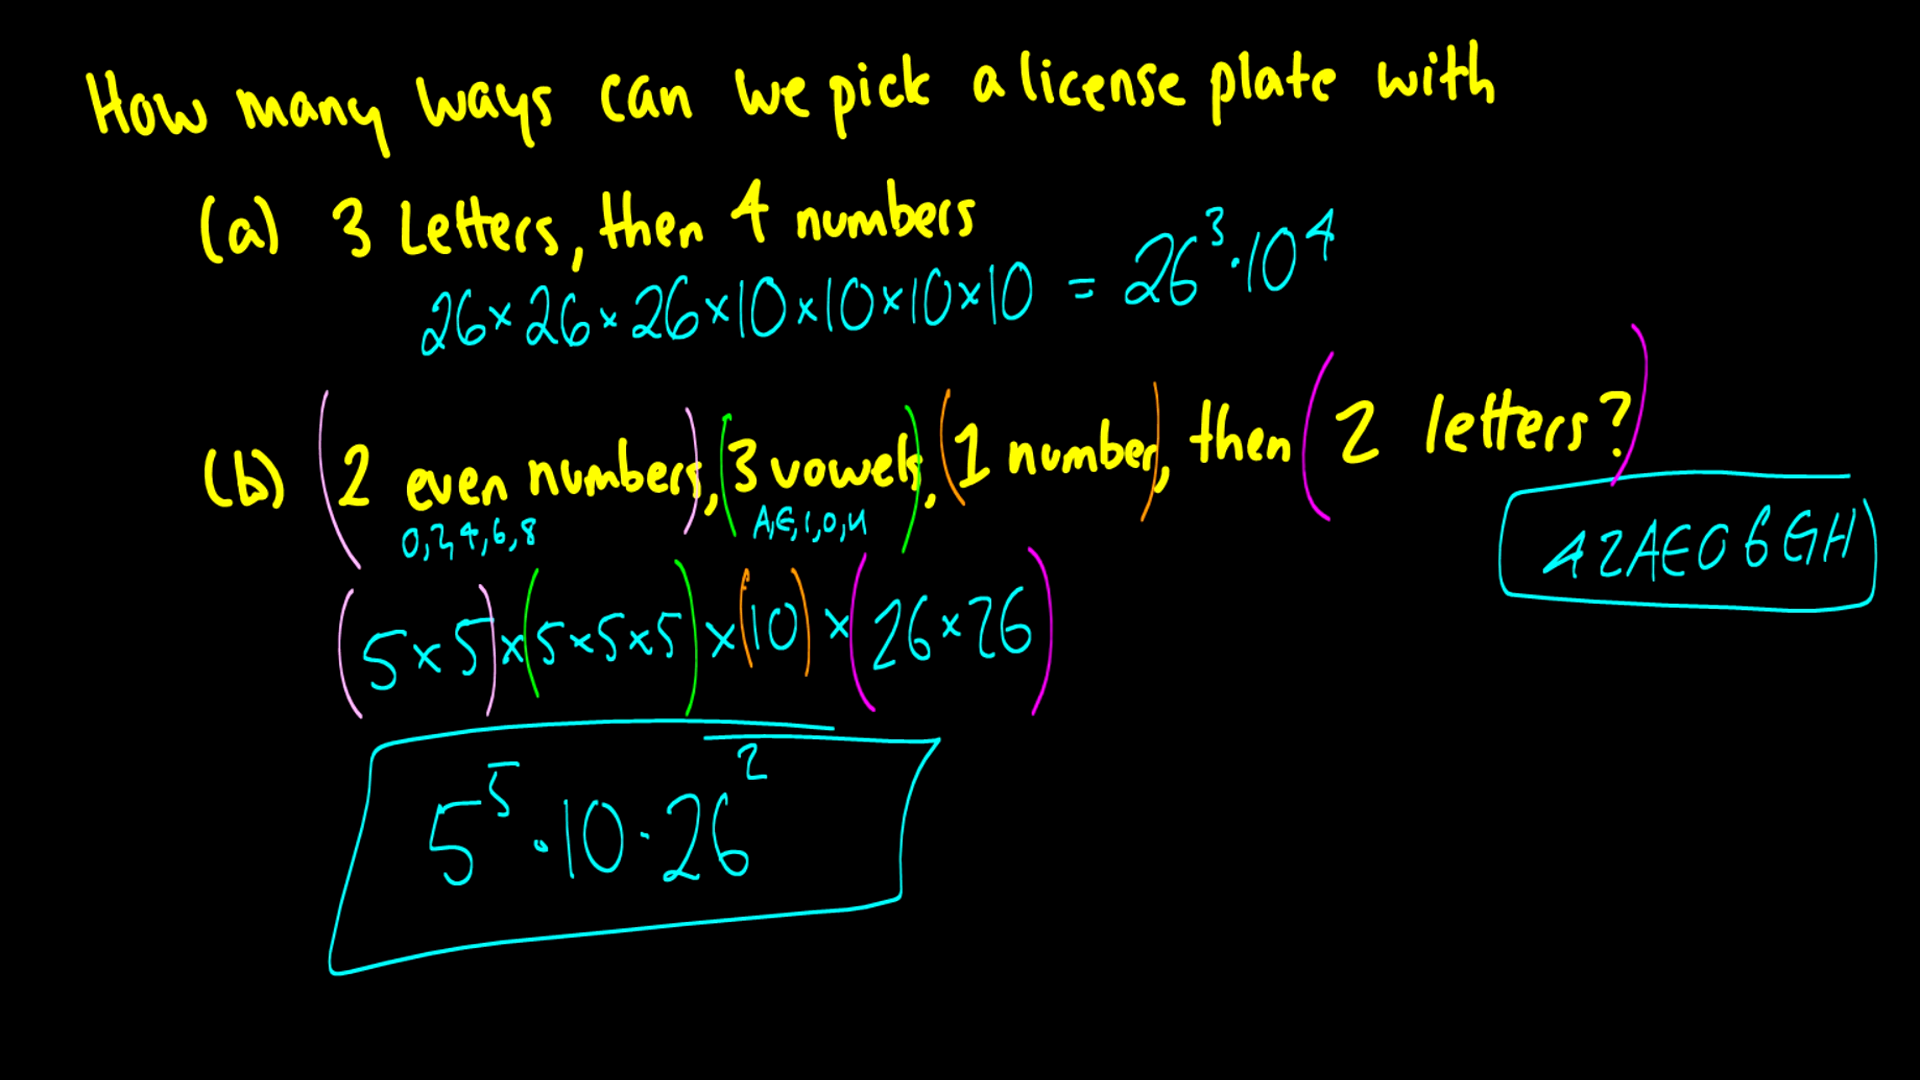 How many ways can we pick a license plate with
(a) 3 Letters, then 4 numbers
26×26×26×10×10×10×10 = 26³·10⁴
(b) (2 even numbers), (3 vowels), (1 number), then (2 letters?)
0,2,4,6,8 A,E,I,O,U
42AEO6GH
(5×5)×(5×5×5)×(10)×(26×26)
5⁵·10·26²